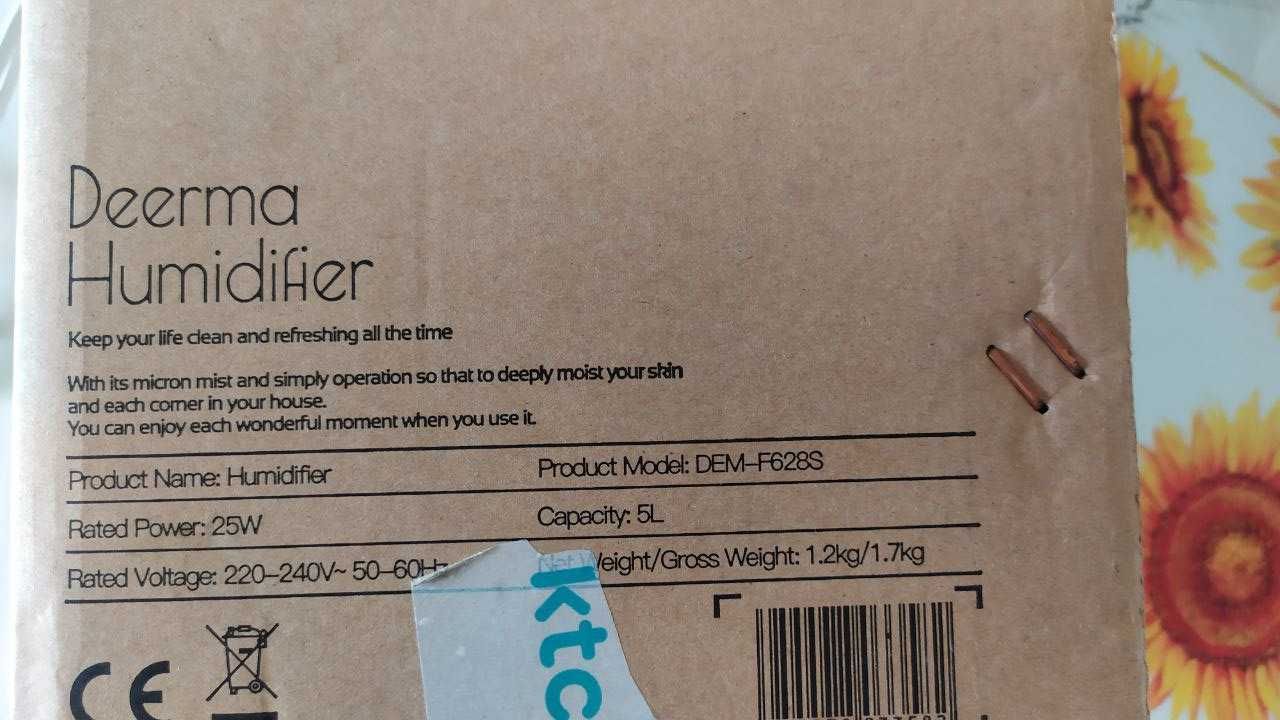 Deerma
Humidifier
Keep your life clean and refreshing all the time
With its micron mist and simply operation so that to deeply moist your skin
and each corner in your house.
You can enjoy each wonderful moment when you use it.
Product Name: Humidifier
Product Model: DEM-F628S
Rated Power: 25W
Capacity: 5L
Rated Voltage: 220-240V~ 50-60Hz
Net Weight/Gross Weight: 1.2kg/1.7kg
CE
ktc